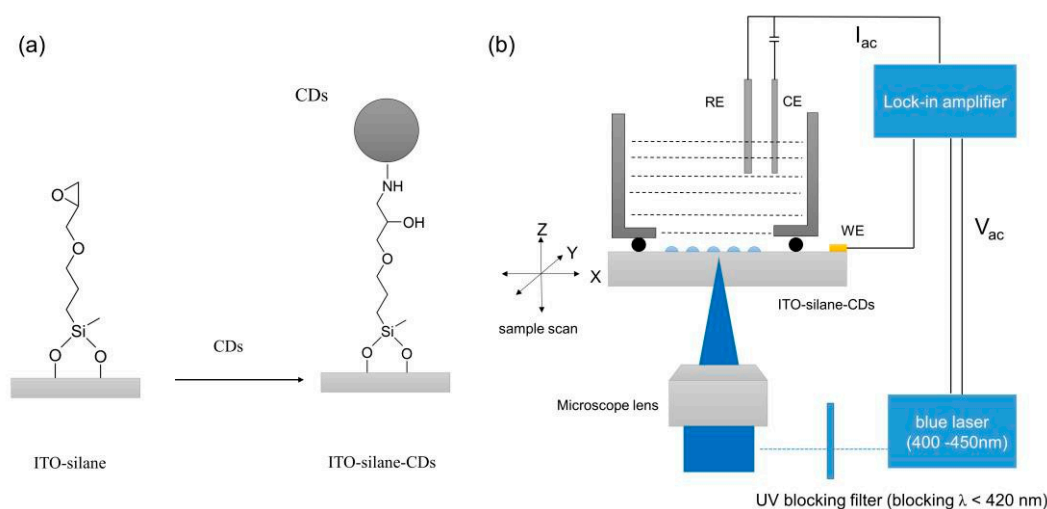 (a)
CDs
NH
OH
O
O
O
Si
O
O
Si
O
O
CDs
ITO-silane
ITO-silane-CDs
(b)
I ac
RE
CE
Lock-in amplifier
WE
V ac
Z
Y
X
sample scan
ITO-silane-CDs
Microscope lens
blue laser
(400 -450nm)
UV blocking filter (blocking λ < 420 nm)